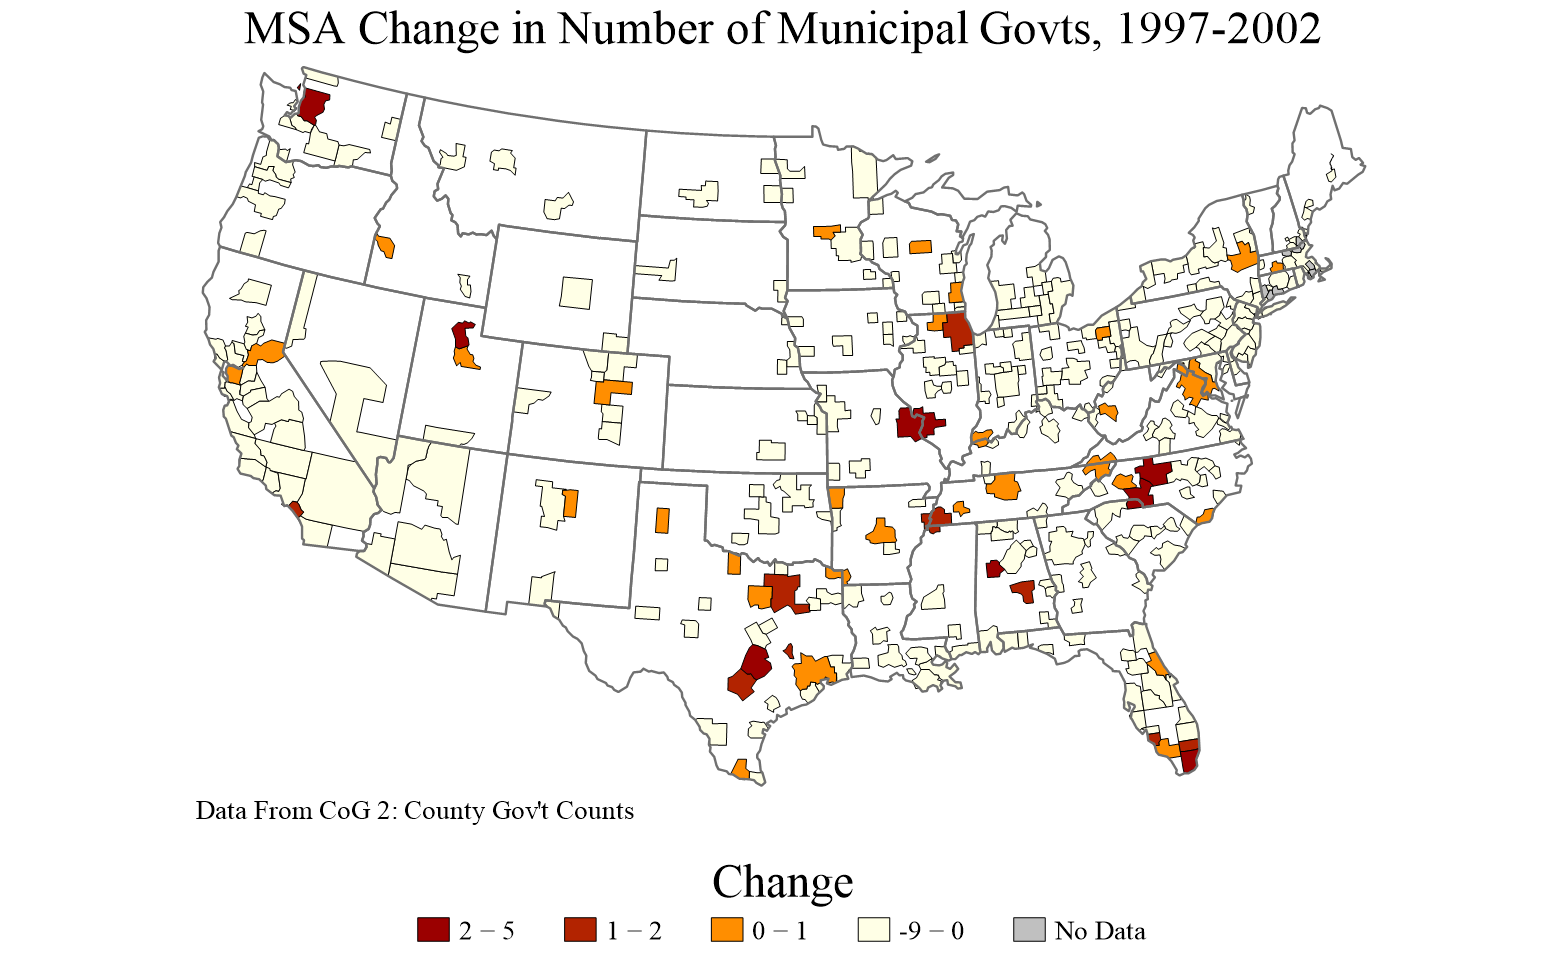 MSA Change in Number of Municipal Govts, 1997-2002
Data From CoG 2: County Gov't Counts
Change
2 − 5
1 − 2
0 − 1
-9 − 0
No Data